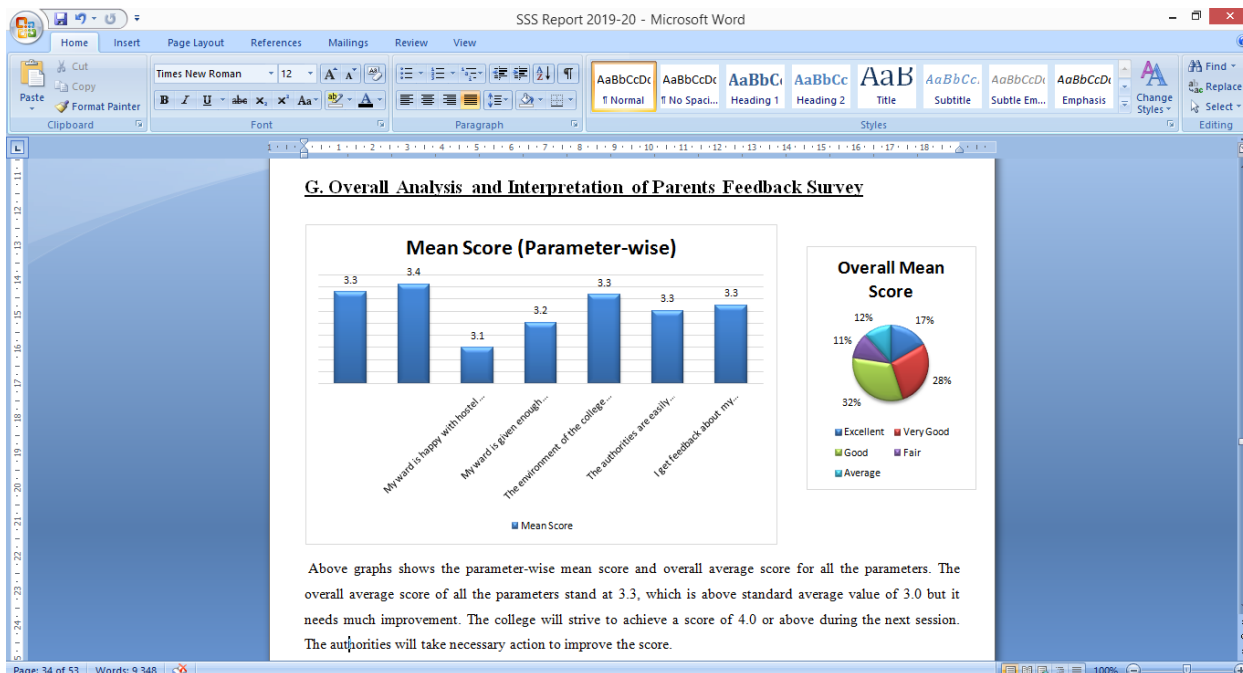 SSS Report 2019-20 - Microsoft Word
Home Insert Page Layout References Mailings Review View
Paste
Cut
Copy
Format Painter
Clipboard
Times New Roman 12
Font
Paragraph
AaBbCcDc AaBbCcDc AaBbC AaBbCc AaB AaBbCc. AaBbCcDc AaBbCcDc
¶ Normal ¶ No Spaci... Heading 1 Heading 2 Title Subtitle Subtle Em... Emphasis
Change Styles
Styles
Find
Replace
Select
Editing
G. Overall Analysis and Interpretation of Parents Feedback Survey
Mean Score (Parameter-wise)
3.3 3.4 3.1 3.2 3.3 3.3 3.3
My ward is happy with hostel...
My ward is given enough...
The environment of the college...
The authorities are easily...
I get feedback about my...
Mean Score
Overall Mean
Score
17%
28%
32%
11%
12%
Excellent Very Good
Good Fair
Average
Above graphs shows the parameter-wise mean score and overall average score for all the parameters. The
overall average score of all the parameters stand at 3.3, which is above standard average value of 3.0 but it
needs much improvement. The college will strive to achieve a score of 4.0 or above during the next session.
The authorities will take necessary action to improve the score.
Page: 34 of 53 Words: 9,348 100%